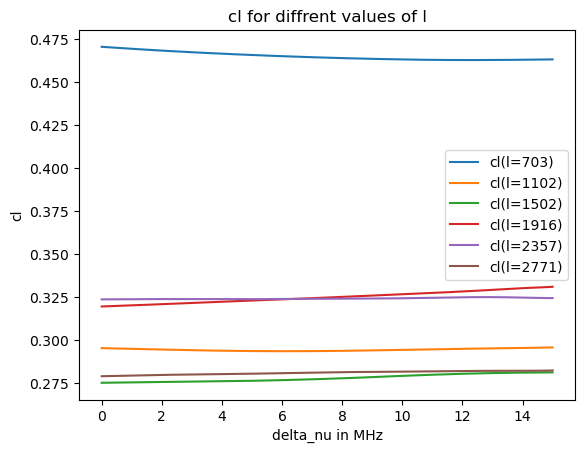 cl for diffrent values of l
cl
0.475
0.450
0.425
0.400
0.375
0.350
0.325
0.300
0.275
cl(l=703)
cl(l=1102)
cl(l=1502)
cl(l=1916)
cl(l=2357)
cl(l=2771)
0 2 4 6 8 10 12 14
delta_nu in MHz